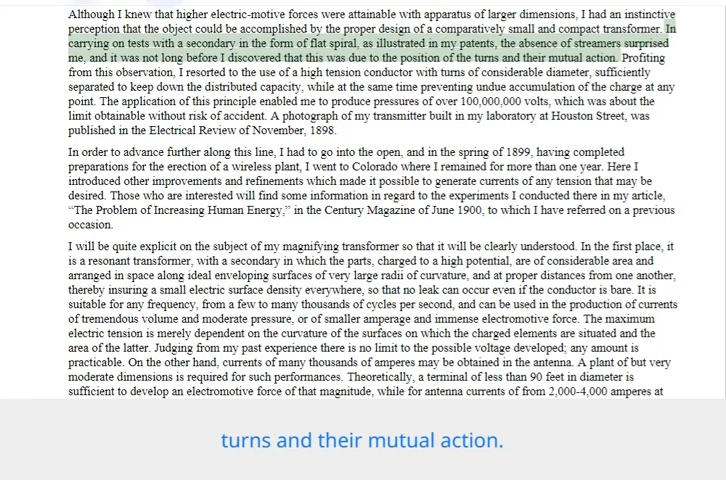 Although I knew that higher electric-motive forces were attainable with apparatus of larger dimensions, I had an instinctive
perception that the object could be accomplished by the proper design of a comparatively small and compact transformer. In
carrying on tests with a secondary in the form of flat spiral, as illustrated in my patents, the absence of streamers surprised
me, and it was not long before I discovered that this was due to the position of the turns and their mutual action. Profiting
from this observation, I resorted to the use of a high tension conductor with turns of considerable diameter, sufficiently
separated to keep down the distributed capacity, while at the same time preventing undue accumulation of the charge at any
point. The application of this principle enabled me to produce pressures of over 100,000,000 volts, which was about the
limit obtainable without risk of accident. A photograph of my transmitter built in my laboratory at Houston Street, was
published in the Electrical Review of November, 1898.
In order to advance further along this line, I had to go into the open, and in the spring of 1899, having completed
preparations for the erection of a wireless plant, I went to Colorado where I remained for more than one year. Here I
introduced other improvements and refinements which made it possible to generate currents of any tension that may be
desired. Those who are interested will find some information in regard to the experiments I conducted there in my article,
“The Problem of Increasing Human Energy,” in the Century Magazine of June 1900, to which I have referred on a previous
occasion.
I will be quite explicit on the subject of my magnifying transformer so that it will be clearly understood. In the first place, it
is a resonant transformer, with a secondary in which the parts, charged to a high potential, are of considerable area and
arranged in space along ideal enveloping surfaces of very large radii of curvature, and at proper distances from one another,
thereby insuring a small electric surface density everywhere, so that no leak can occur even if the conductor is bare. It is
suitable for any frequency, from a few to many thousands of cycles per second, and can be used in the production of currents
of tremendous volume and moderate pressure, or of smaller amperage and immense electromotive force. The maximum
electric tension is merely dependent on the curvature of the surfaces on which the charged elements are situated and the
area of the latter. Judging from my past experience there is no limit to the possible voltage developed; any amount is
practicable. On the other hand, currents of many thousands of amperes may be obtained in the antenna. A plant of but very
moderate dimensions is required for such performances. Theoretically, a terminal of less than 90 feet in diameter is
sufficient to develop an electromotive force of that magnitude, while for antenna currents of from 2,000-4,000 amperes at
turns and their mutual action.